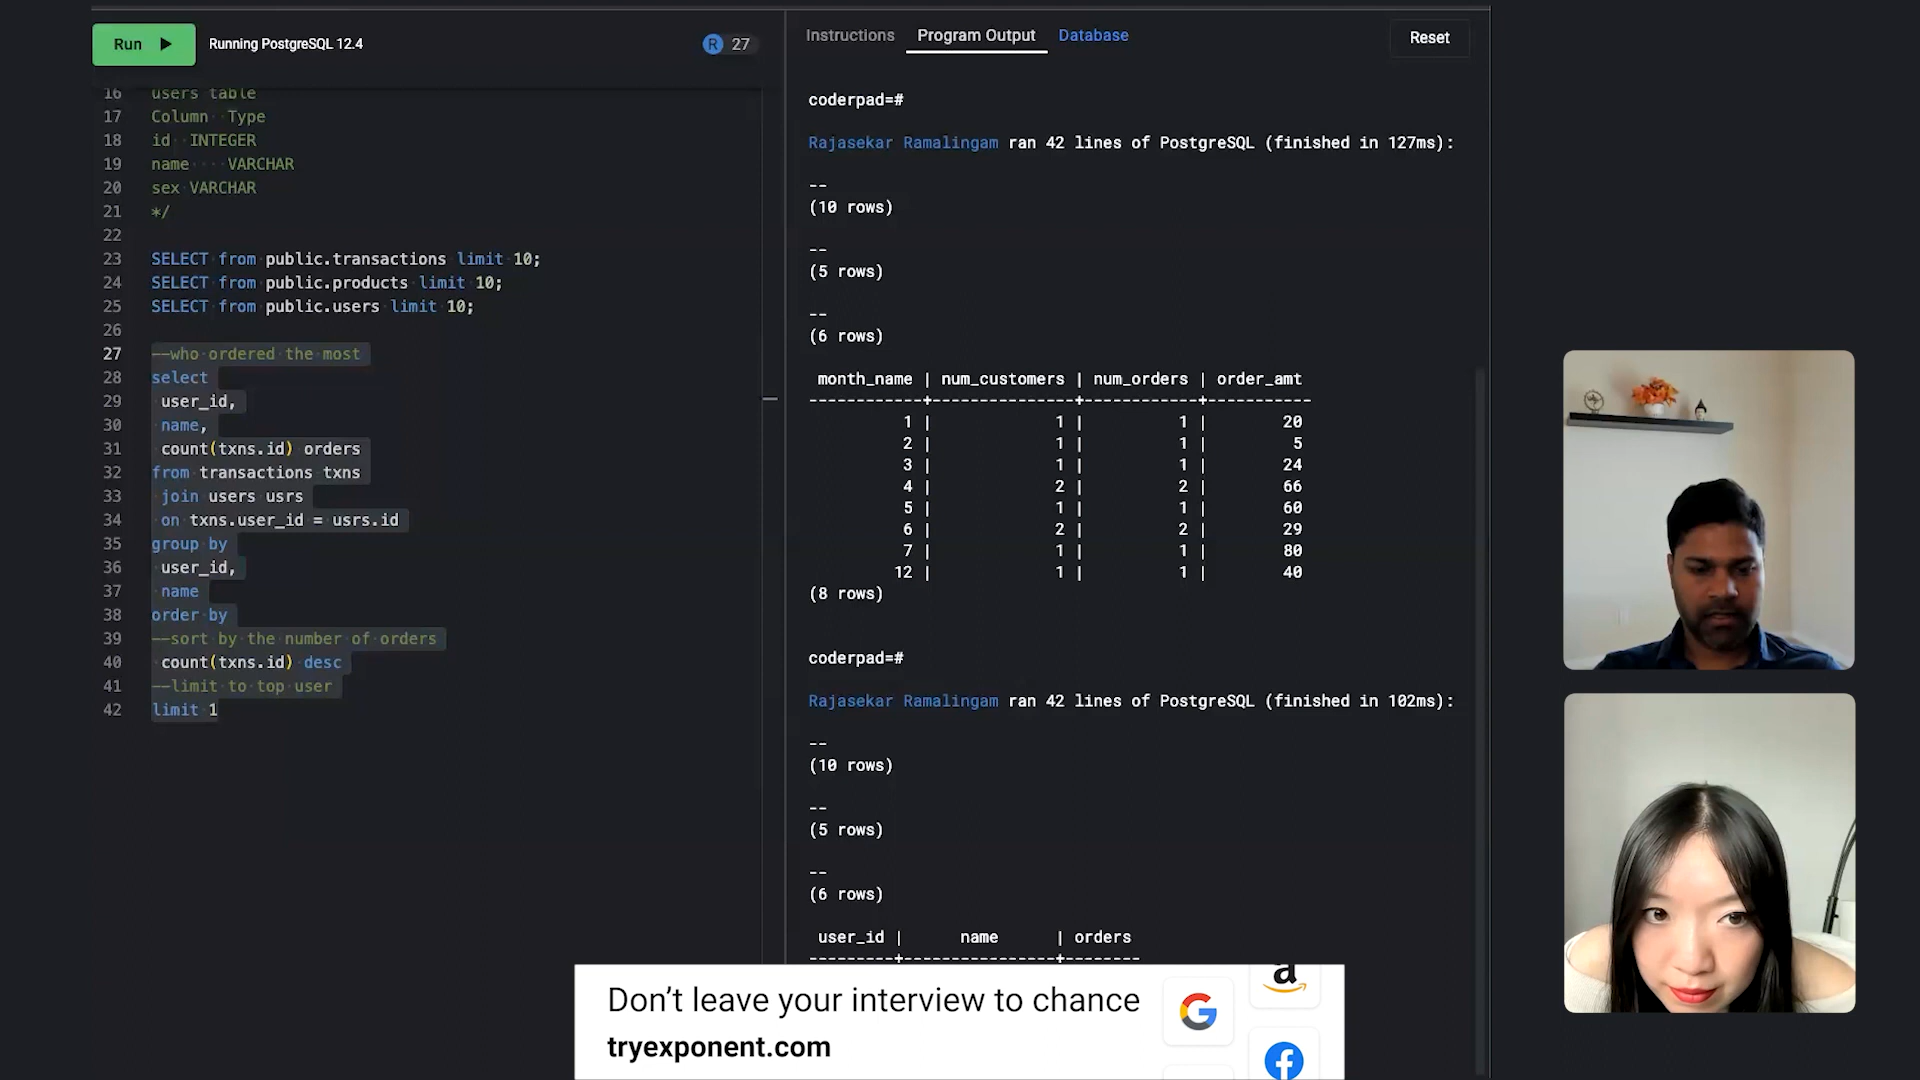 Run
Running PostgreSQL 12.4
R 27
16 users table
17 Column Type
18 id INTEGER
19 name VARCHAR
20 sex VARCHAR
21 */
22
23 SELECT from public.transactions limit 10;
24 SELECT from public.products limit 10;
25 SELECT from public.users limit 10;
26
27 --who ordered the most
28 select
29 user_id,
30 name,
31 count(txns.id) orders
32 from transactions txns
33 join users usrs
34 on txns.user_id = usrs.id
35 group by
36 user_id,
37 name
38 order by
39 --sort by the number of orders
40 count(txns.id) desc
41 --limit to top user
42 limit 1
Instructions Program Output Database Reset
coderpad=#
Rajasekar Ramalingam ran 42 lines of PostgreSQL (finished in 127ms):
--
(10 rows)
--
(5 rows)
--
(6 rows)
month_name | num_customers | num_orders | order_amt
------------+---------------+------------+-----------
1 | 1 | 1 | 20
2 | 1 | 1 | 5
3 | 1 | 1 | 24
4 | 2 | 2 | 66
5 | 1 | 1 | 60
6 | 2 | 2 | 29
7 | 1 | 1 | 80
12 | 1 | 1 | 40
(8 rows)
coderpad=#
Rajasekar Ramalingam ran 42 lines of PostgreSQL (finished in 102ms):
--
(10 rows)
--
(5 rows)
--
(6 rows)
user_id | name | orders
---------+----------------+--------
Don't leave your interview to chance
tryexponent.com